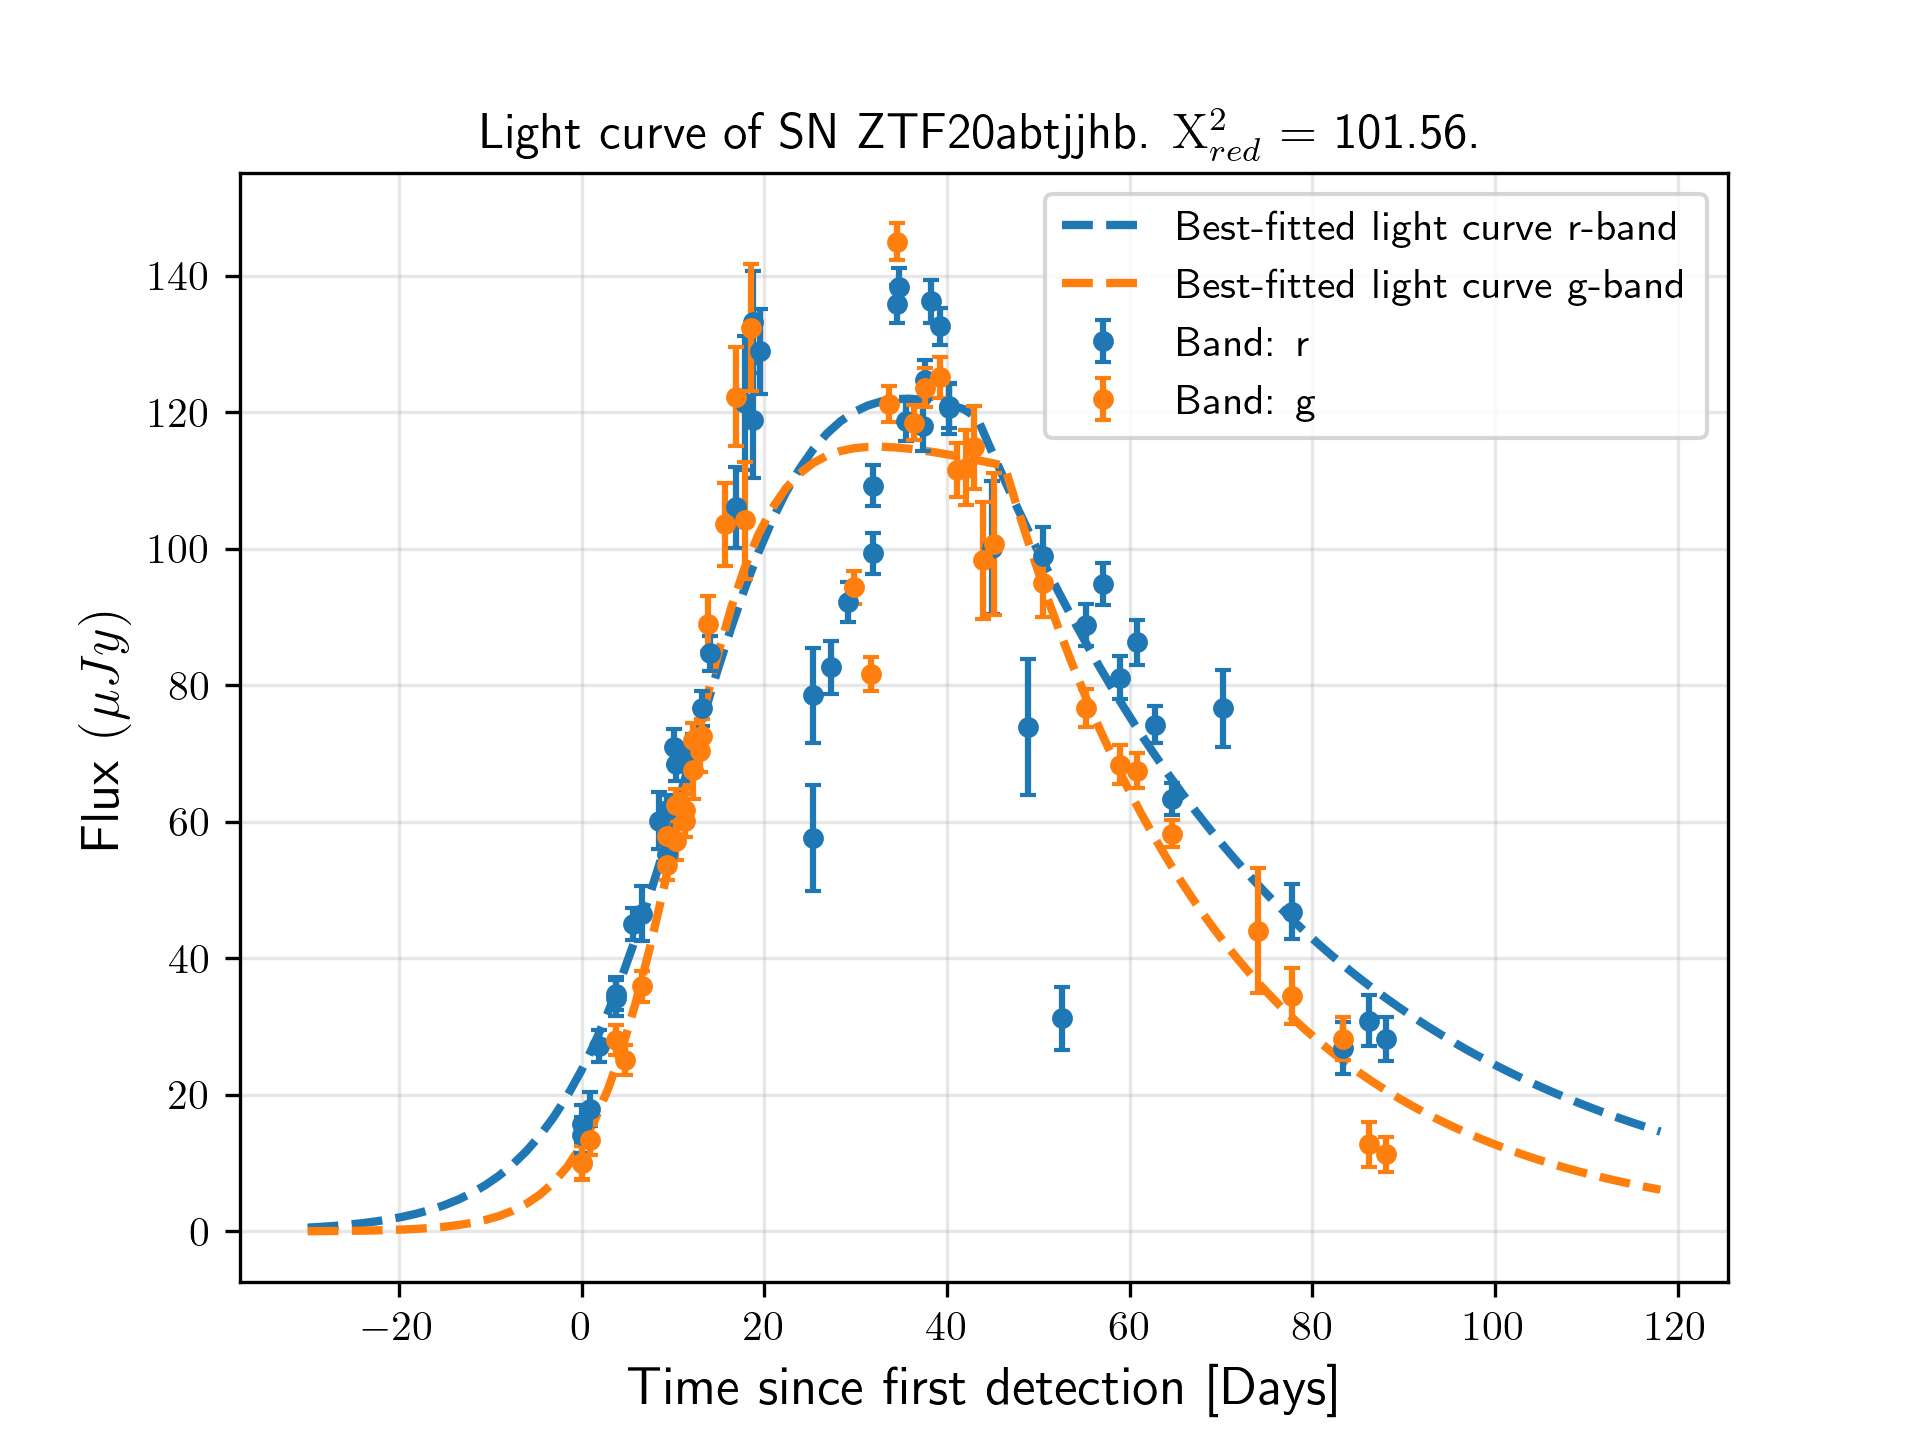 Light curve of SN ZTF20abtjjhb. X²_red = 101.56.
Best-fitted light curve r-band
Best-fitted light curve g-band
Band: r
Band: g
Flux (μJy)
140
120
100
80
60
40
20
0
−20 0 20 40 60 80 100 120
Time since first detection [Days]